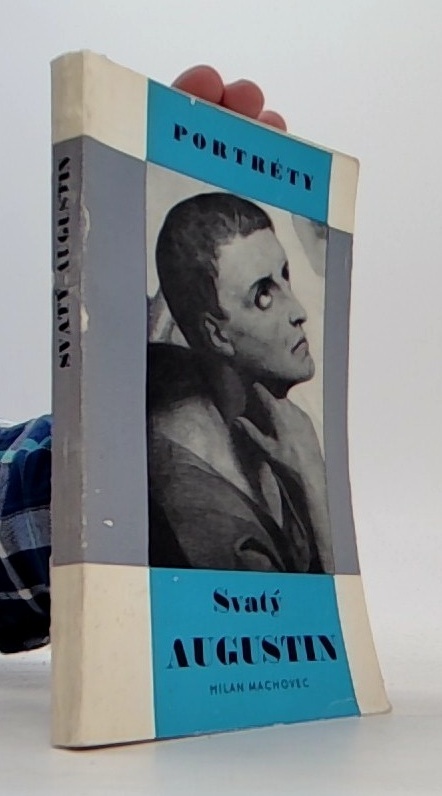 SVATÝ AUGUSTIN
PORTRÉTY
Svatý
AUGUSTIN
MILAN MACHOVEC